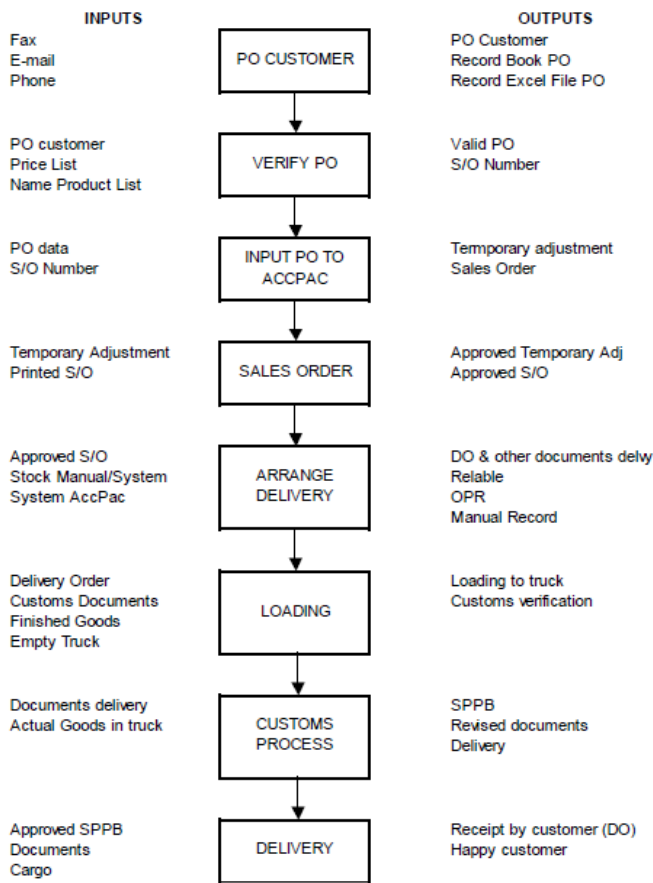 INPUTS
OUTPUTS
Fax
E-mail
Phone
PO CUSTOMER
PO Customer
Record Book PO
Record Excel File PO
PO customer
Price List
Name Product List
VERIFY PO
Valid PO
S/O Number
PO data
S/O Number
INPUT PO TO
ACCPAC
Termporary adjustment
Sales Order
Temporary Adjustment
Printed S/O
SALES ORDER
Approved Temporary Adj
Approved S/O
Approved S/O
Stock Manual/System
System AccPac
ARRANGE
DELIVERY
DO & other documents delvy
Relable
OPR
Manual Record
Delivery Order
Customs Documents
Finished Goods
Empty Truck
LOADING
Loading to truck
Customs verification
Documents delivery
Actual Goods in truck
CUSTOMS
PROCESS
SPPB
Revised documents
Delivery
Approved SPPB
Documents
Cargo
DELIVERY
Receipt by customer (DO)
Happy customer